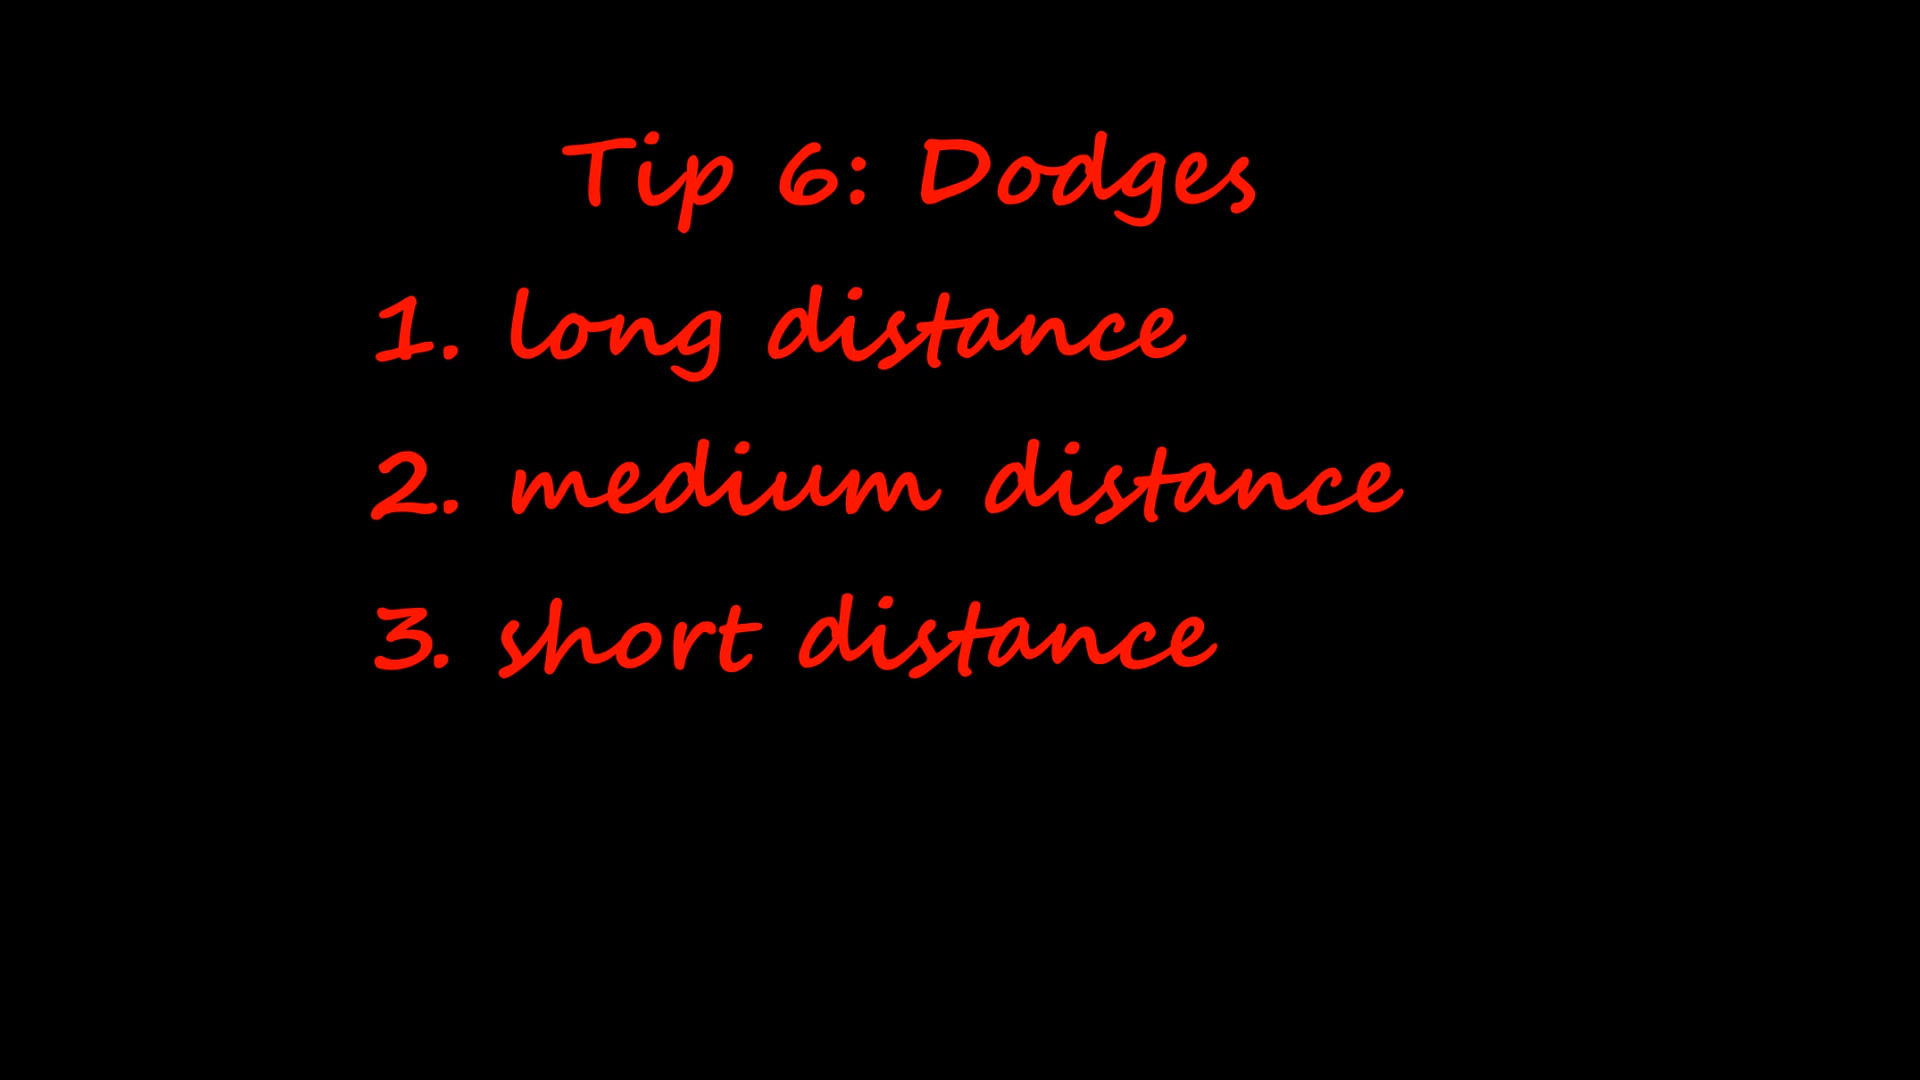 Tip 6: Dodges
1. long distance
2. medium distance
3. short distance